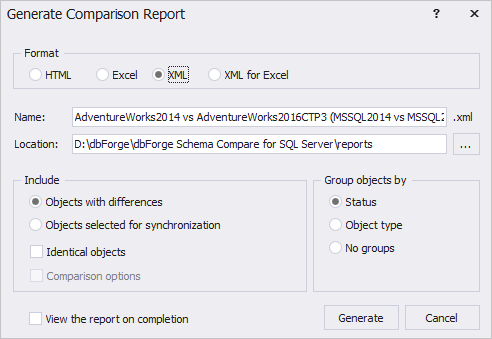 Generate Comparison Report ? ×
Format
HTML Excel XML XML for Excel
Name: AdventureWorks2014 vs AdventureWorks2016CTP3 (MSSQL2014 vs MSSQL2 .xml
Location: D:\dbForge\dbForge Schema Compare for SQL Server\reports ...
Include Group objects by
Objects with differences Status
Objects selected for synchronization Object type
Identical objects No groups
Comparison options
View the report on completion Generate Cancel